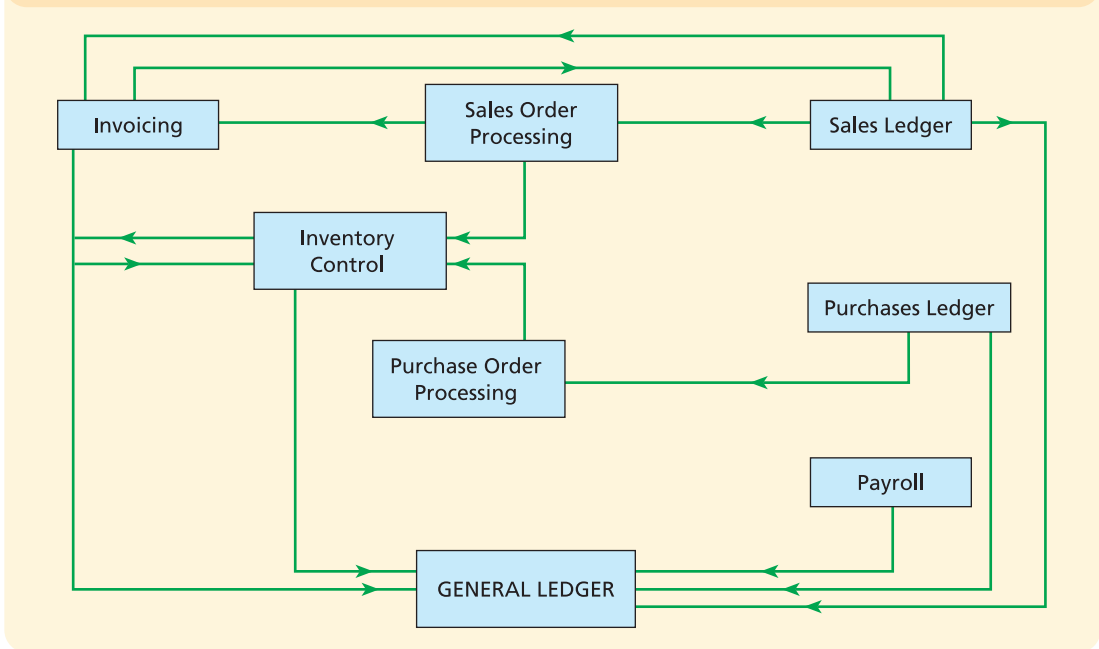 Invoicing
Sales Order
Processing
Sales Ledger
Inventory
Control
Purchases Ledger
Purchase Order
Processing
Payroll
GENERAL LEDGER